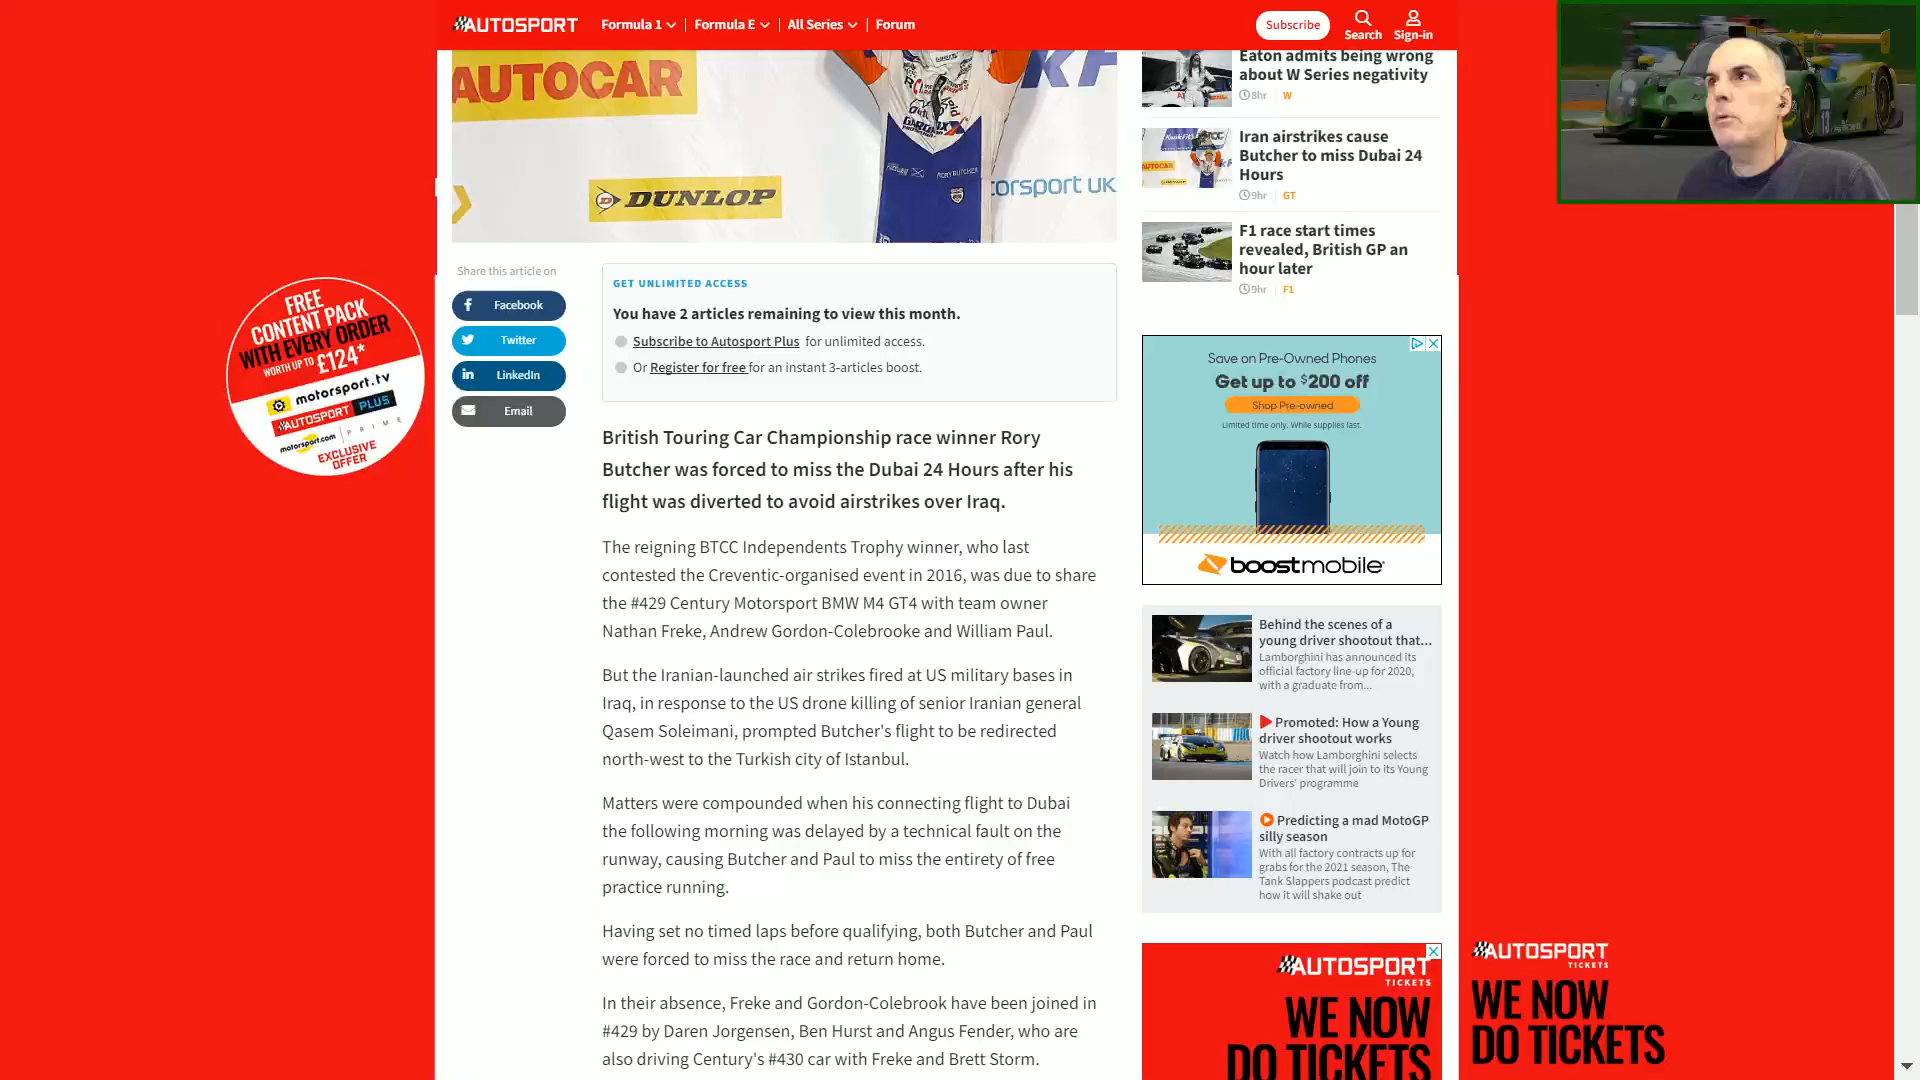 AUTOSPORT
Formula 1
Formula E
All Series
Forum
Subscribe
Search
Sign-in
AUTOCAR
DUNLOP
GARDX
RORY BUTCHER
torsport UK
Eaton admits being wrong
about W Series negativity
8hr
W
Iran airstrikes cause
Butcher to miss Dubai 24
Hours
9hr
GT
F1 race start times
revealed, British GP an
hour later
9hr
F1
Share this article on
Facebook
Twitter
LinkedIn
Email
FREE
CONTENT PACK
WITH EVERY ORDER
WORTH UP TO £124*
motorsport.tv
AUTOSPORT PLUS
motorsport.com PRIME
EXCLUSIVE
OFFER
GET UNLIMITED ACCESS
You have 2 articles remaining to view this month.
Subscribe to Autosport Plus for unlimited access.
Or Register for free for an instant 3-articles boost.
British Touring Car Championship race winner Rory
Butcher was forced to miss the Dubai 24 Hours after his
flight was diverted to avoid airstrikes over Iraq.
The reigning BTCC Independents Trophy winner, who last
contested the Creventic-organised event in 2016, was due to share
the #429 Century Motorsport BMW M4 GT4 with team owner
Nathan Freke, Andrew Gordon-Colebrooke and William Paul.
But the Iranian-launched air strikes fired at US military bases in
Iraq, in response to the US drone killing of senior Iranian general
Qasem Soleimani, prompted Butcher's flight to be redirected
north-west to the Turkish city of Istanbul.
Matters were compounded when his connecting flight to Dubai
the following morning was delayed by a technical fault on the
runway, causing Butcher and Paul to miss the entirety of free
practice running.
Having set no timed laps before qualifying, both Butcher and Paul
were forced to miss the race and return home.
In their absence, Freke and Gordon-Colebrook have been joined in
#429 by Daren Jorgensen, Ben Hurst and Angus Fender, who are
also driving Century's #430 car with Freke and Brett Storm.
Save on Pre-Owned Phones
Get up to $200 off
Shop Pre-owned
Limited time only. While supplies last.
boostmobile
Behind the scenes of a
young driver shootout that...
Lamborghini has announced its
official factory line-up for 2020,
with a graduate from...
Promoted: How a Young
driver shootout works
Watch how Lamborghini selects
the racer that will join to its Young
Drivers' programme
Predicting a mad MotoGP
silly season
With all factory contracts up for
grabs for the 2021 season, The
Tank Slappers podcast predict
how it will shake out
AUTOSPORT
TICKETS
WE NOW
DO TICKETS
AUTOSPORT
TICKETS
WE NOW
DO TICKETS